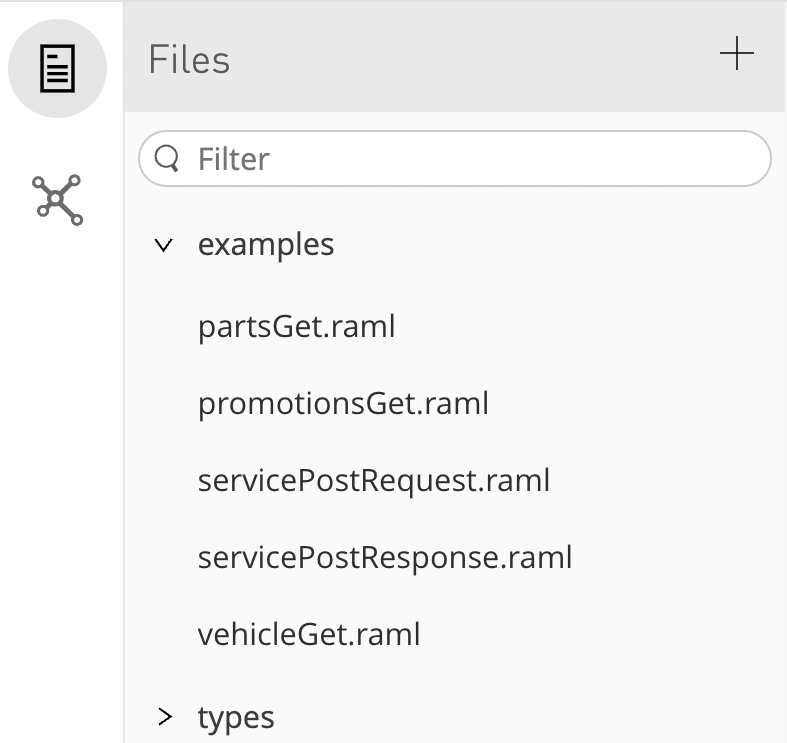 Files
Filter
examples
partsGet.raml
promotionsGet.raml
servicePostRequest.raml
servicePostResponse.raml
vehicleGet.raml
types